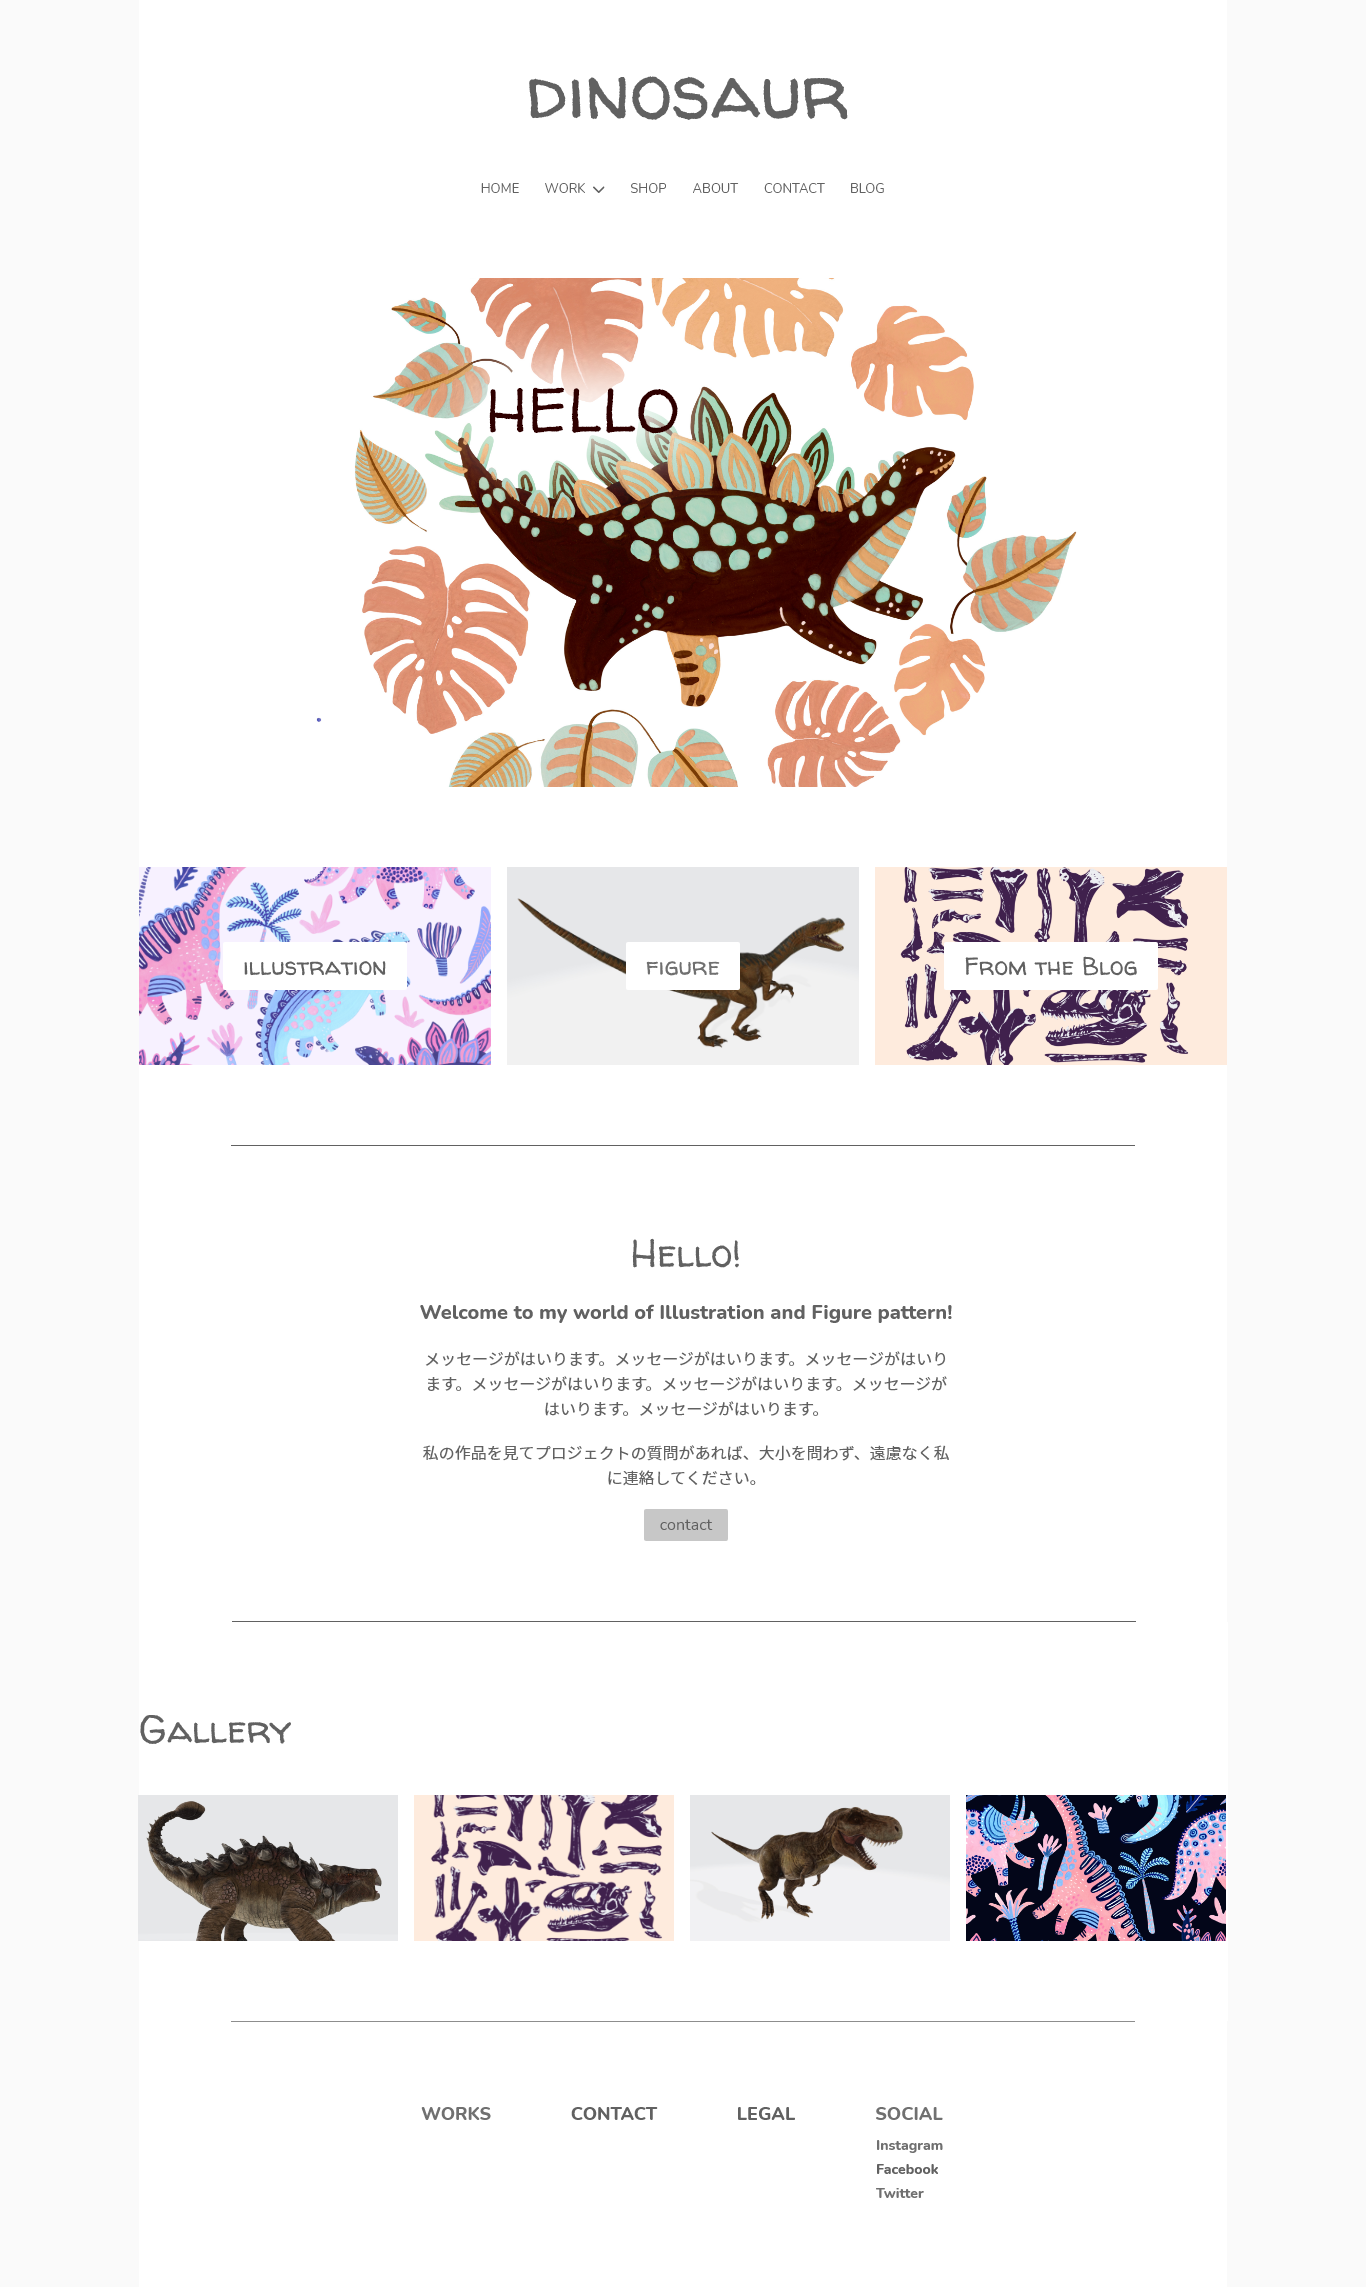 DINOSAUR
HOME WORK SHOP ABOUT CONTACT BLOG
HELLO
ILLUSTRATION
FIGURE
From the Blog
Hello!
Welcome to my world of Illustration and Figure pattern!
メッセージがはいります。メッセージがはいります。メッセージがはいり
ます。メッセージがはいります。メッセージがはいります。メッセージが
はいります。メッセージがはいります。
私の作品を見てプロジェクトの質問があれば、大小を問わず、遠慮なく私
に連絡してください。
contact
Gallery
WORKS CONTACT LEGAL SOCIAL
Instagram
Facebook
Twitter